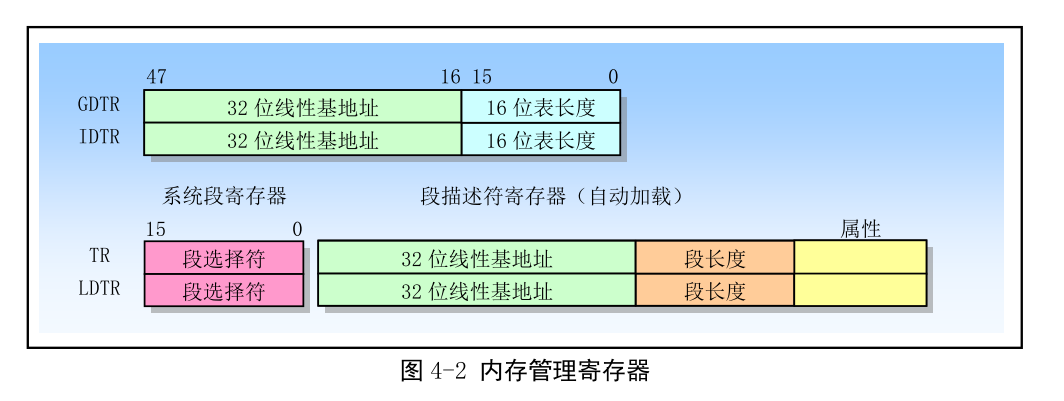 47 16 15 0
GDTR 32 位线性基地址 16 位表长度
IDTR 32 位线性基地址 16 位表长度
系统段寄存器 段描述符寄存器（自动加载）
15 0 属性
TR 段选择符 32 位线性基地址 段长度
LDTR 段选择符 32 位线性基地址 段长度
图 4-2 内存管理寄存器